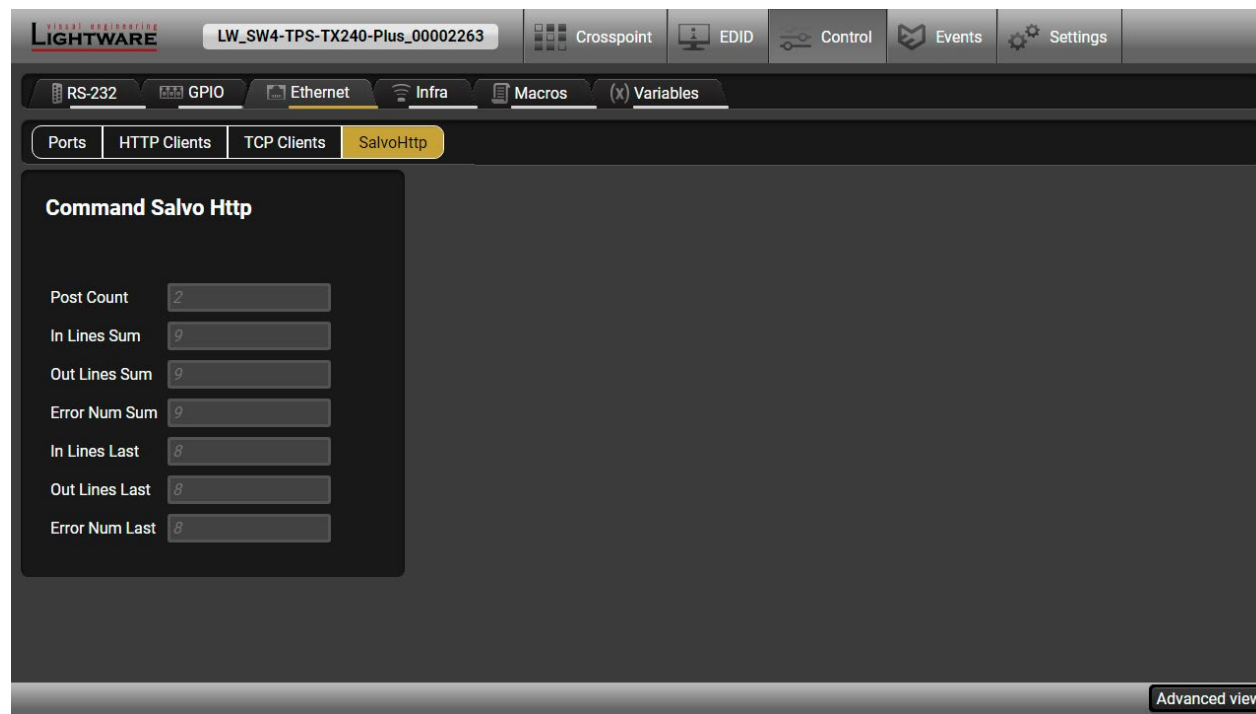 visual engineering
LIGHTWARE
LW_SW4-TPS-TX240-Plus_00002263
Crosspoint
EDID
Control
Events
Settings
RS-232
GPIO
Ethernet
Infra
Macros
(x) Variables
Ports
HTTP Clients
TCP Clients
SalvoHttp
Command Salvo Http
Post Count 2
In Lines Sum 9
Out Lines Sum 9
Error Num Sum 9
In Lines Last 8
Out Lines Last 8
Error Num Last 8
Advanced view